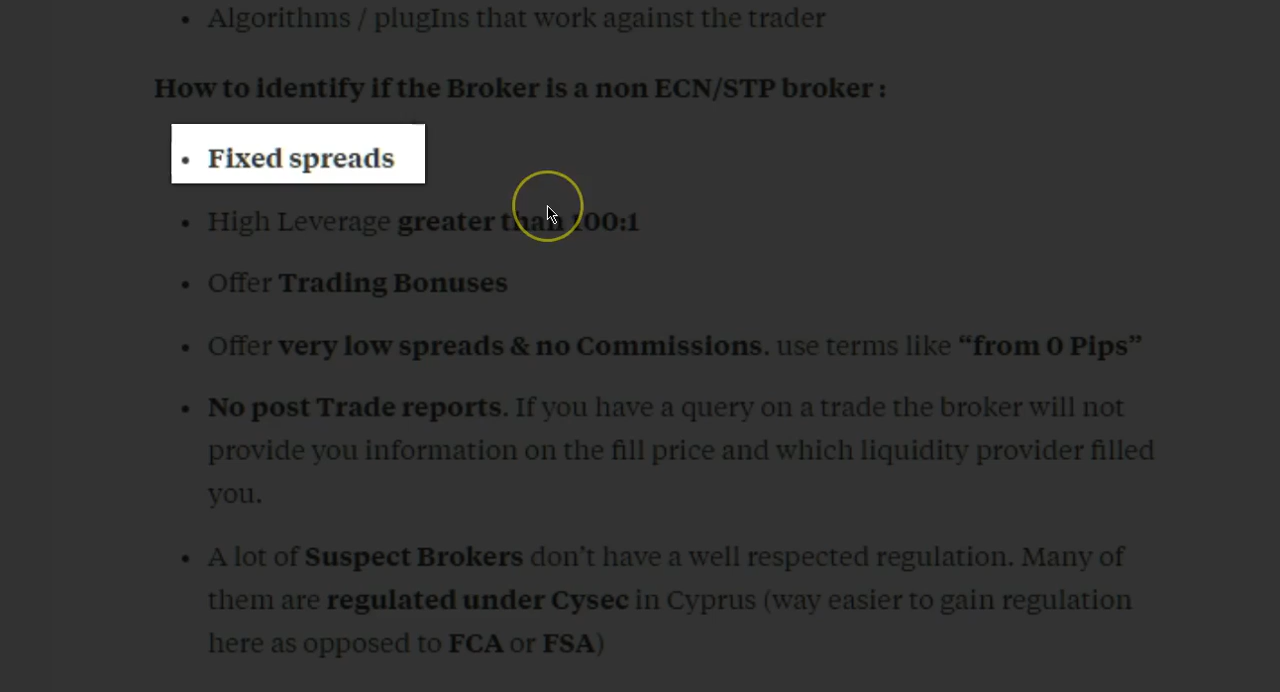 • Algorithms / plugIns that work against the trader
How to identify if the Broker is a non ECN/STP broker :
• Fixed spreads
• High Leverage greater than 100:1
• Offer Trading Bonuses
• Offer very low spreads & no Commissions. use terms like “from 0 Pips”
• No post Trade reports. If you have a query on a trade the broker will not
provide you information on the fill price and which liquidity provider filled
you.
• A lot of Suspect Brokers don’t have a well respected regulation. Many of
them are regulated under Cysec in Cyprus (way easier to gain regulation
here as opposed to FCA or FSA)